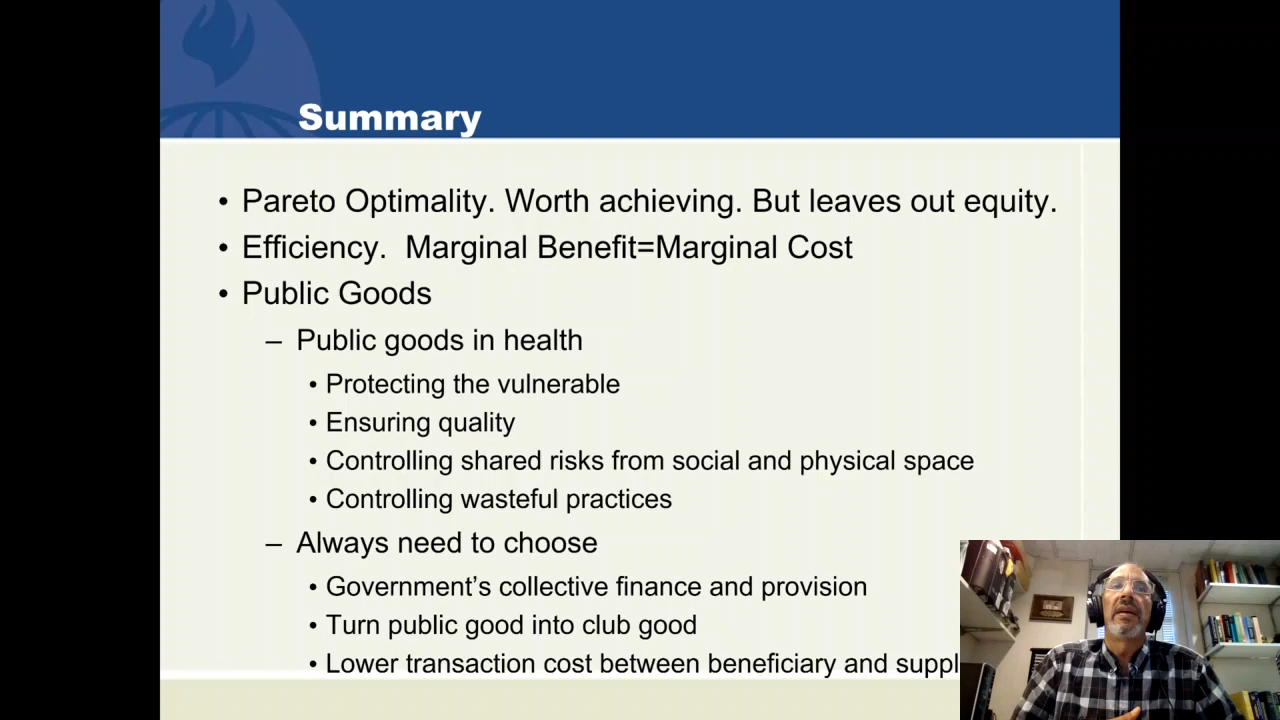 Summary
• Pareto Optimality. Worth achieving. But leaves out equity.
• Efficiency.  Marginal Benefit=Marginal Cost
• Public Goods
– Public goods in health
• Protecting the vulnerable
• Ensuring quality
• Controlling shared risks from social and physical space
• Controlling wasteful practices
– Always need to choose
• Government’s collective finance and provision
• Turn public good into club good
• Lower transaction cost between beneficiary and suppl